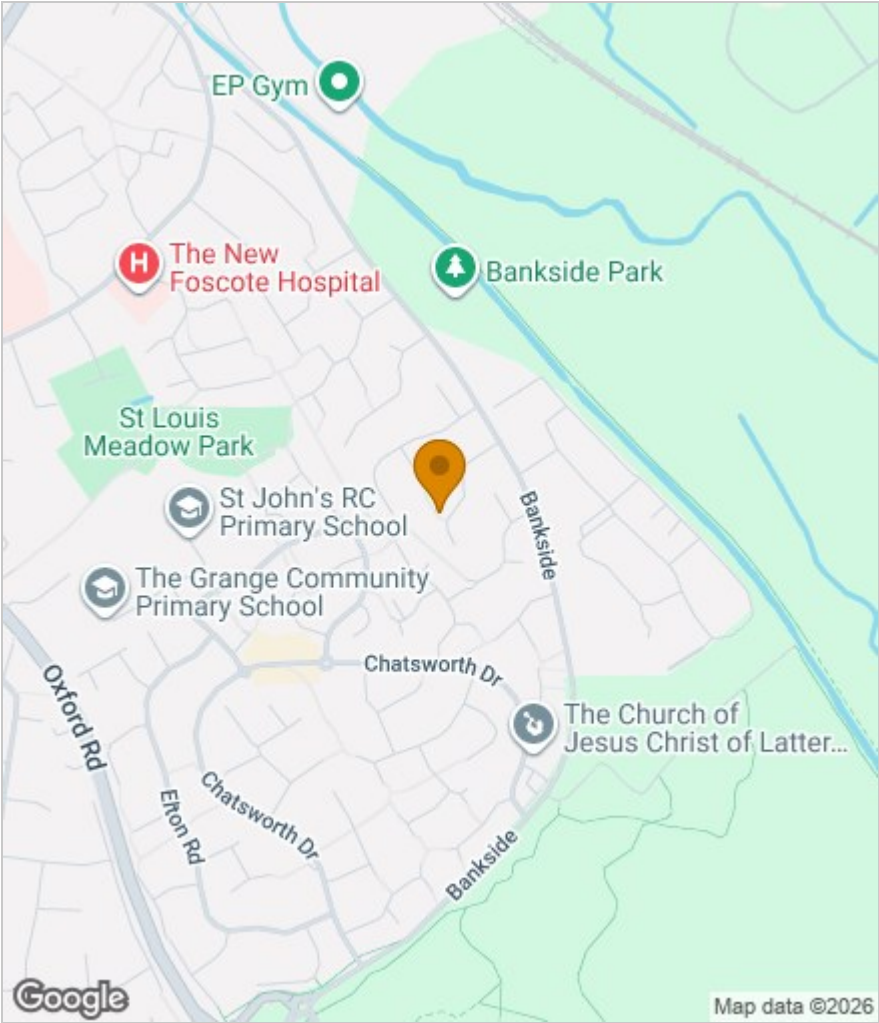 EP Gym
The New
Foscote Hospital
H
Bankside Park
St Louis
Meadow Park
St John's RC
Primary School
Bankside
The Grange Community
Primary School
Chatsworth Dr
Oxford Rd
The Church of
Jesus Christ of Latter...
Chatsworth Dr
Elton Rd
Bankside
Google
Map data ©2026